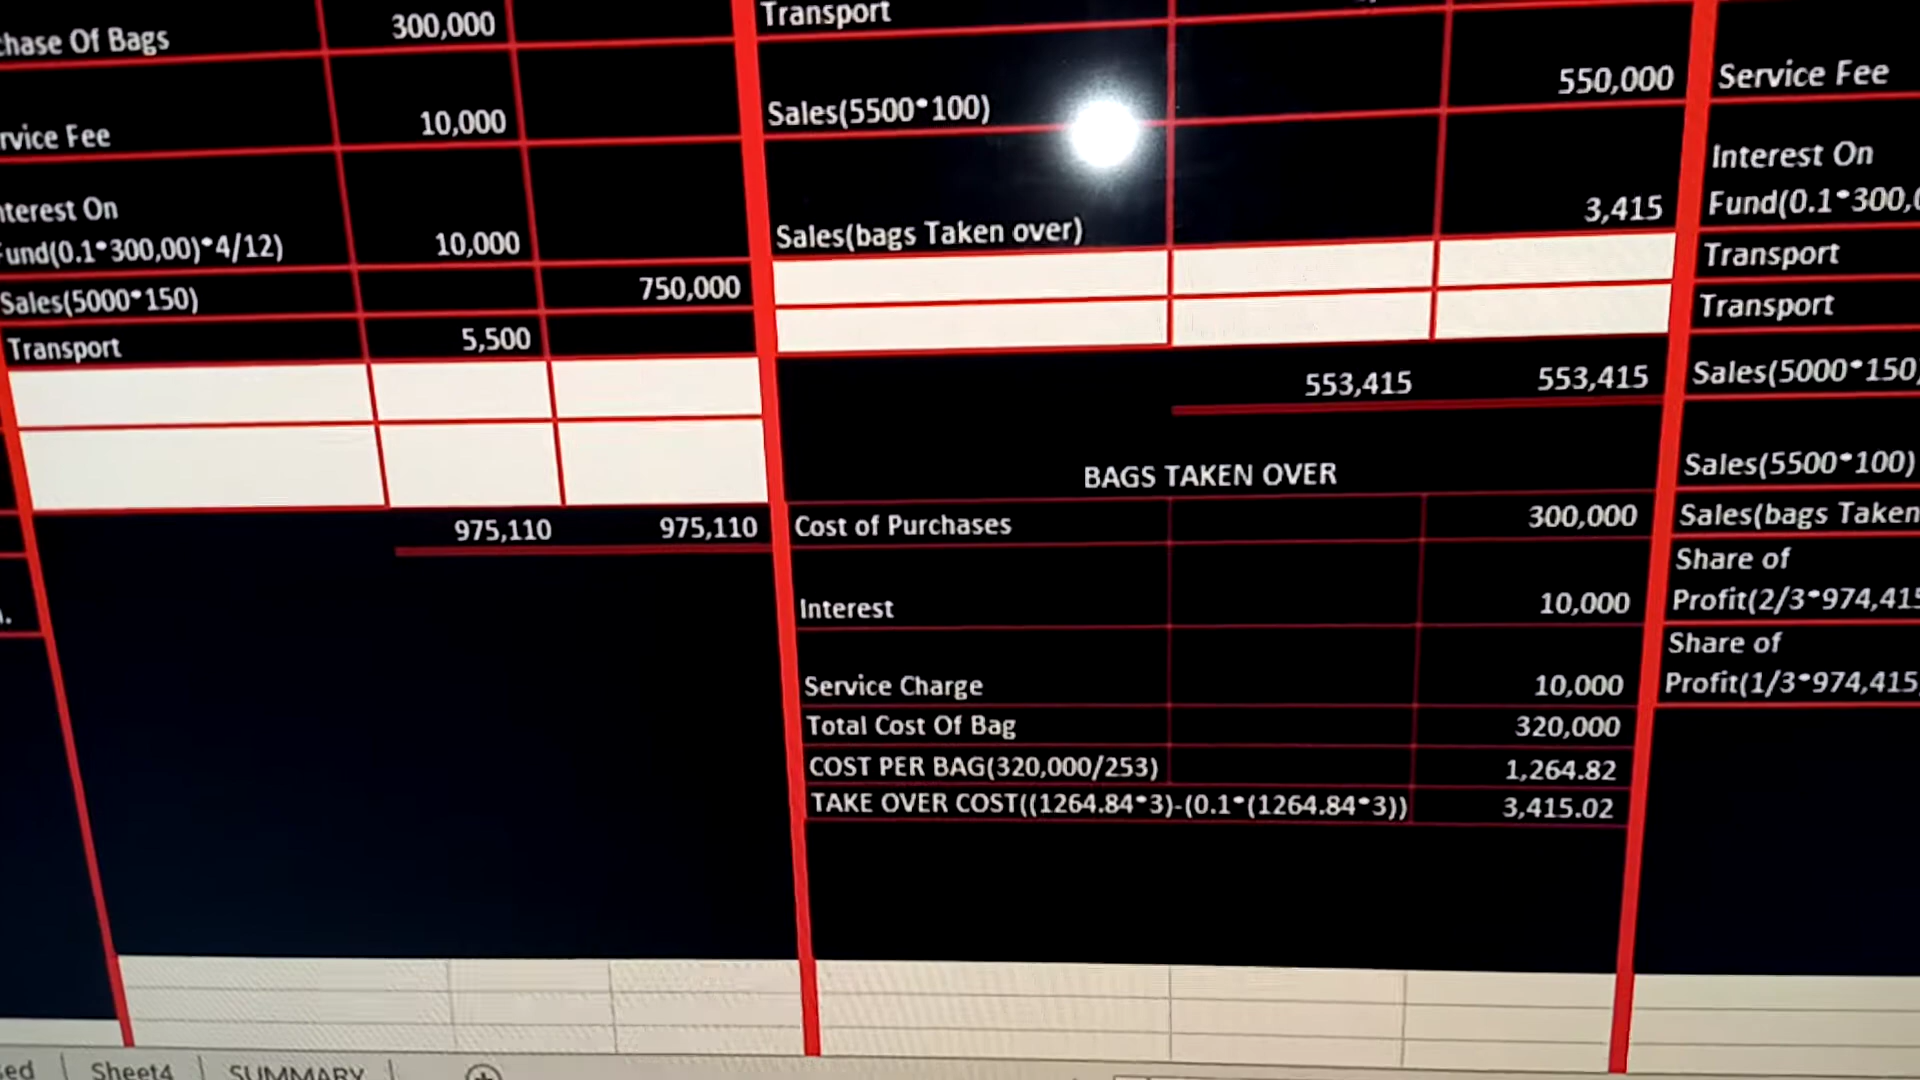 hase Of Bags 300,000
rvice Fee 10,000
terest On
und(0.1*300,00)*4/12) 10,000
Sales(5000*150) 750,000
Transport 5,500
975,110 975,110
Transport
Sales(5500*100) 550,000
Sales(bags Taken over) 3,415
553,415 553,415
BAGS TAKEN OVER
Cost of Purchases 300,000
Interest 10,000
Service Charge 10,000
Total Cost Of Bag 320,000
COST PER BAG(320,000/253) 1,264.82
TAKE OVER COST((1264.84*3)-(0.1*(1264.84*3)) 3,415.02
Service Fee
Interest On
Fund(0.1*300,0
Transport
Transport
Sales(5000*150)
Sales(5500*100)
Sales(bags Taken
Share of
Profit(2/3*974,415
Share of
Profit(1/3*974,415
ed Sheet4 SUMMARY